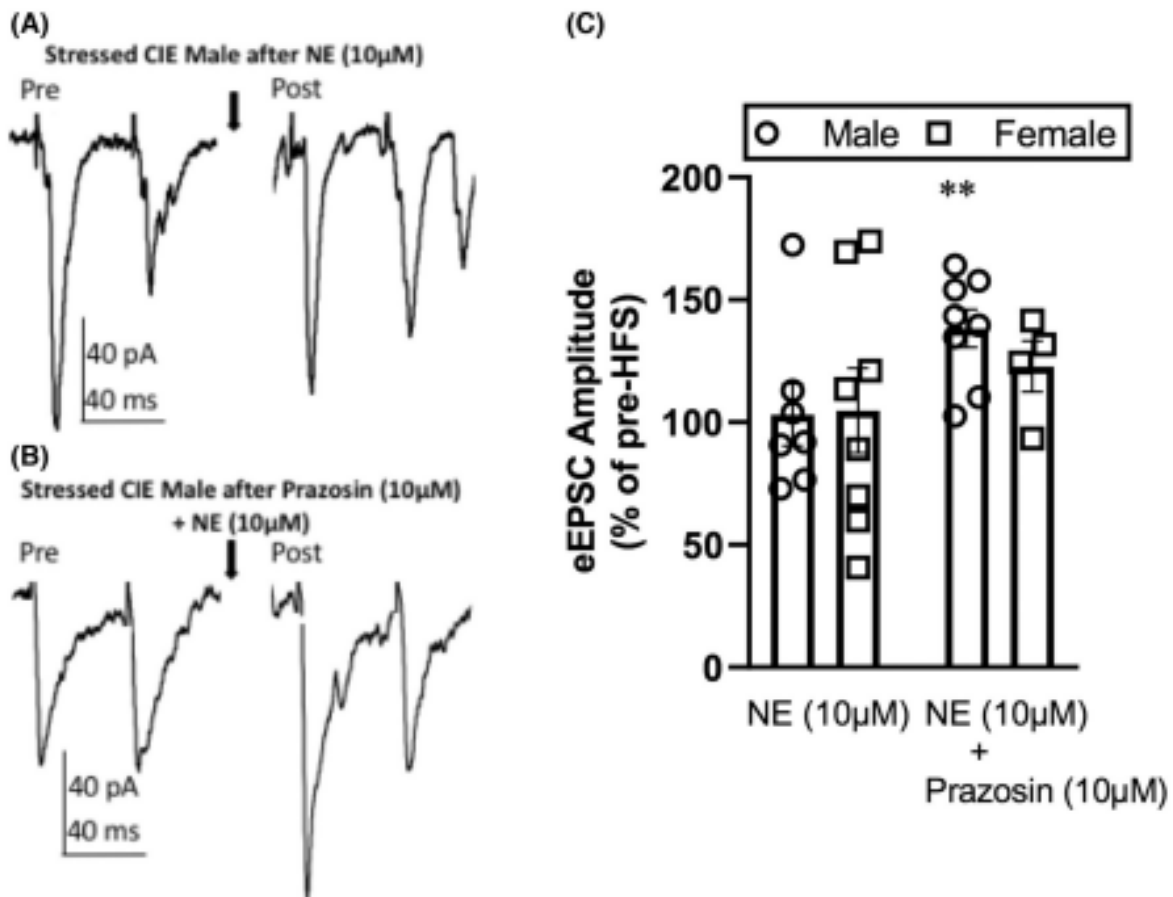 (A)
Stressed CIE Male after NE (10μM)
Pre
Post
40 pA
40 ms
(B)
Stressed CIE Male after Prazosin (10μM)
+ NE (10μM)
Pre
Post
40 pA
40 ms
(C)
Male Female
**
eEPSC Amplitude
(% of pre-HFS)
200
150
100
50
0
NE (10μM)
NE (10μM)
+
Prazosin (10μM)